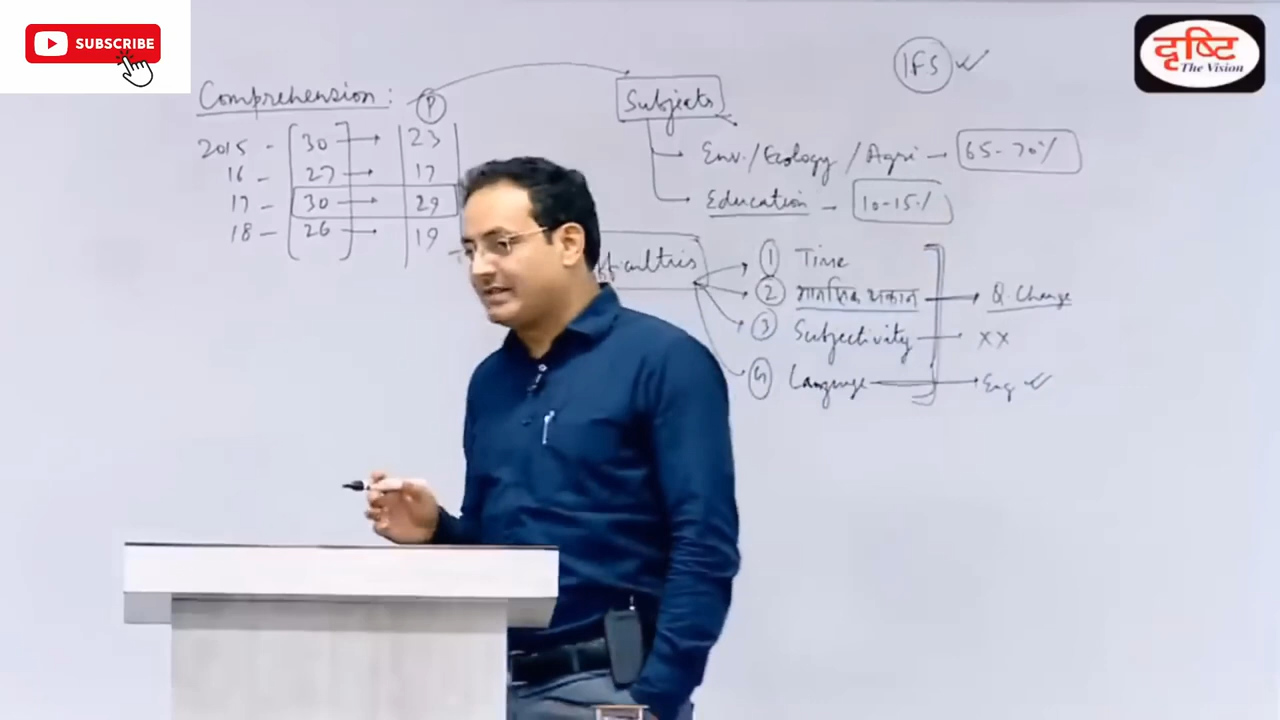 SUBSCRIBE
दृष्टि
The Vision
IFS ✓
Comprehension :
P
2015 - 30 → 23
16 - 27 → 17
17 - 30 → 29
18 - 26 → 19
Subjects
Env./Ecology / Agri - 65-70%
Education - 10-15%
fficulties
① Time
② मानसिक थकान → Q. Change
③ Subjectivity - XX
④ Language → Eng ✓